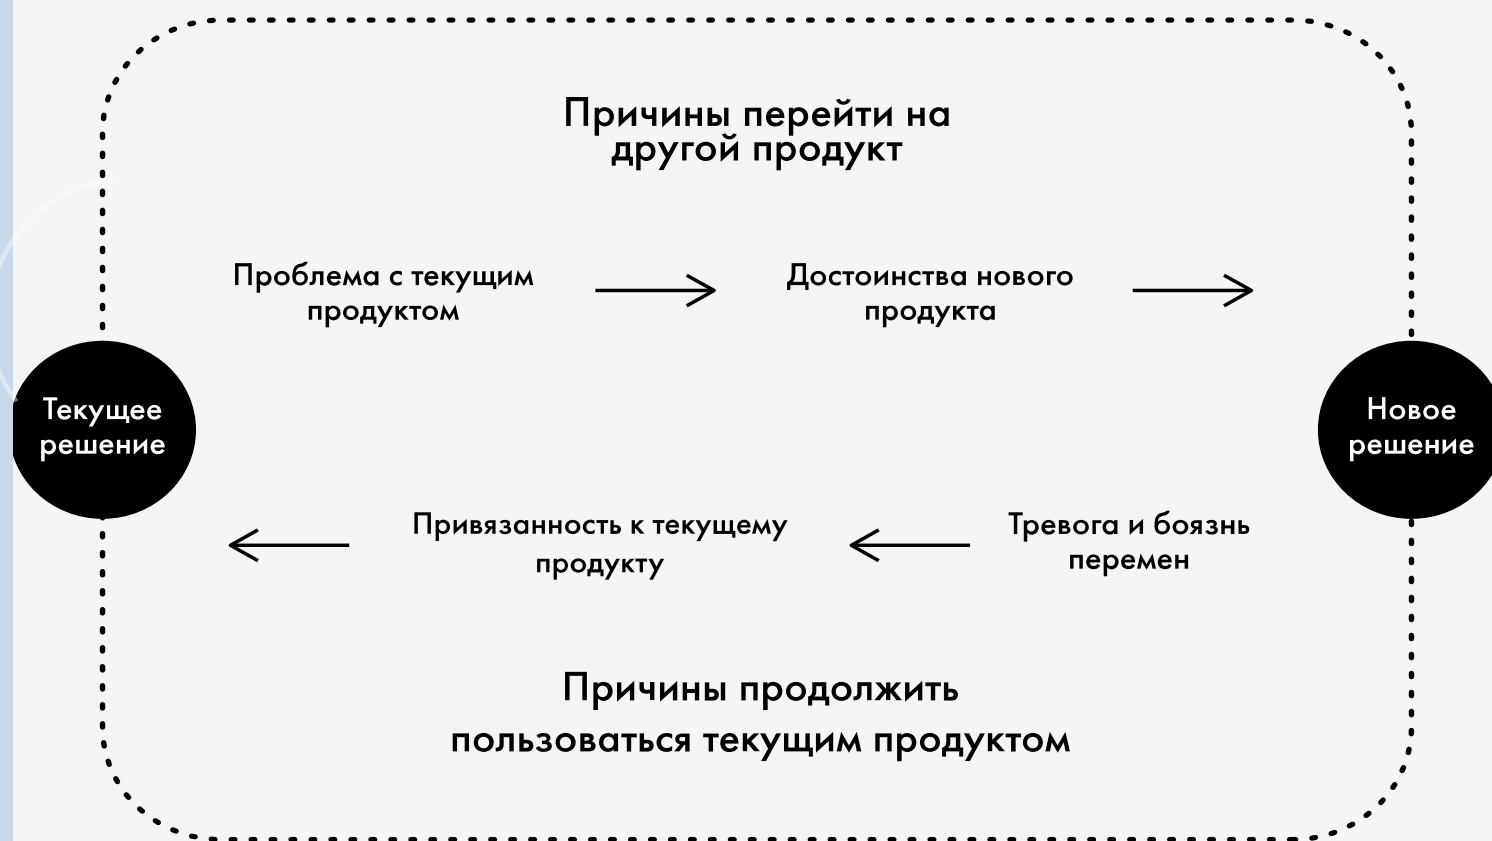 Причины перейти на
другой продукт
Проблема с текущим
продуктом
Достоинства нового
продукта
Текущее
решение
Новое
решение
Привязанность к текущему
продукту
Тревога и боязнь
перемен
Причины продолжить
пользоваться текущим продуктом